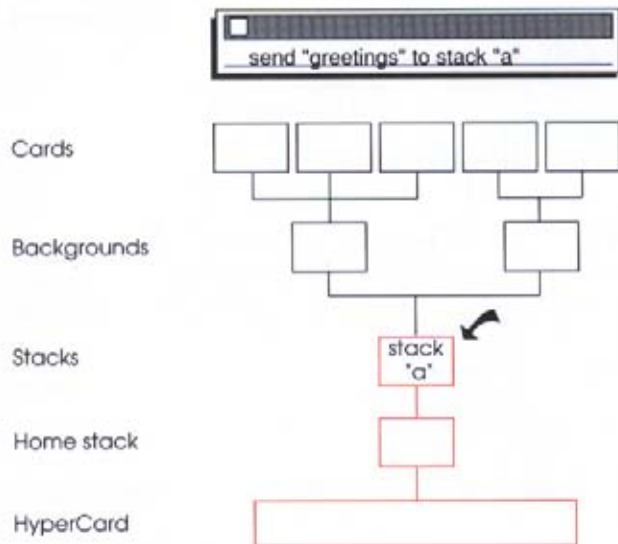 send "greetings" to stack "a"
Cards
Backgrounds
Stacks
stack
"a"
Home stack
HyperCard